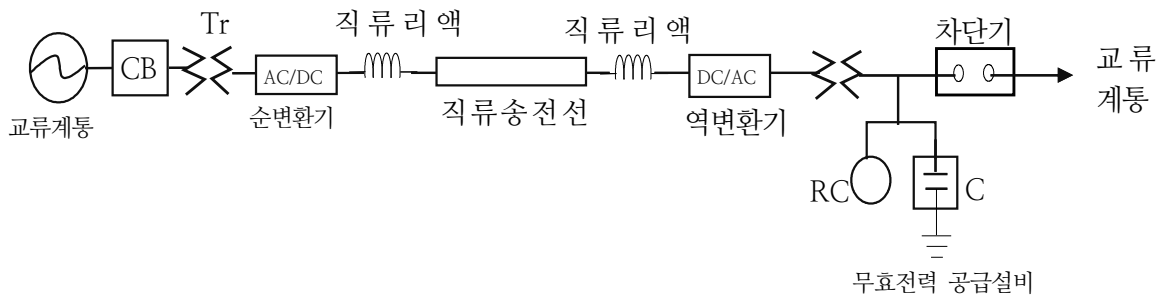 Tr
직류 리액
직류 리액
차단기
교류
계통
CB
AC/DC
DC/AC
교류계통
순변환기
직류송전선
역변환기
RC
C
무효전력 공급설비